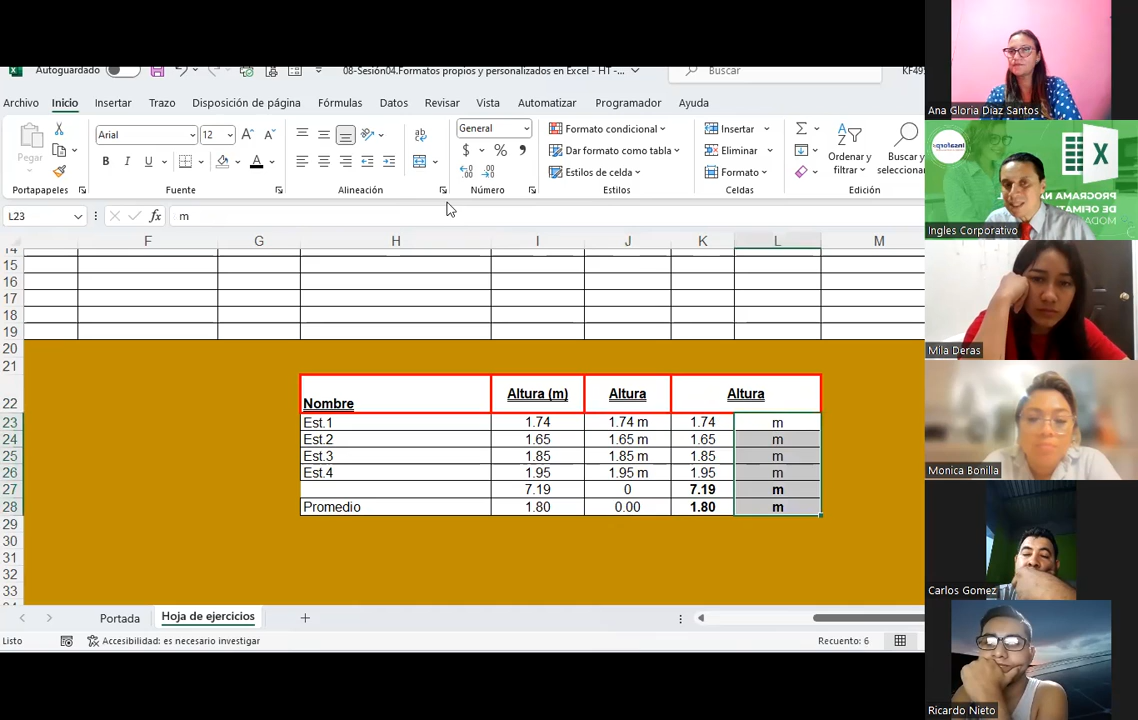 Autoguardado
08-Sesión04.Formatos propios y personalizados en Excel - HT -...
Buscar
Archivo Inicio Insertar Trazo Disposición de página Fórmulas Datos Revisar Vista Automatizar Programador Ayuda
Pegar
Arial 12
General
Formato condicional
Dar formato como tabla
Estilos de celda
Insertar
Eliminar
Formato
Ordenar y
filtrar
Buscar y
seleccionar
Portapapeles Fuente Alineación Número Estilos Celdas Edición
L23 fx m
F G H I J K L M
15
16
17
18
19
20
21
22 Nombre Altura (m) Altura Altura
23 Est.1 1.74 1.74 m 1.74 m
24 Est.2 1.65 1.65 m 1.65 m
25 Est.3 1.85 1.85 m 1.85 m
26 Est.4 1.95 1.95 m 1.95 m
27 7.19 0 7.19 m
28 Promedio 1.80 0.00 1.80 m
29
30
31
32
33
Portada Hoja de ejercicios
Listo Accesibilidad: es necesario investigar Recuento: 6
Ana Gloria Diaz Santos
PROGRAMA NA
DE OFIMAT
MODA
Ingles Corporativo
Mila Deras
Monica Bonilla
Carlos Gomez
Ricardo Nieto